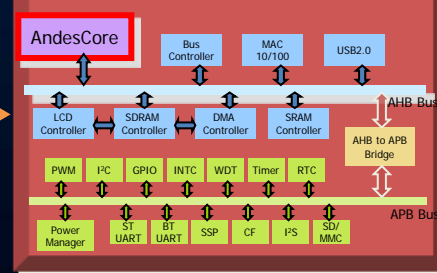 AndesCore
Bus
Controller
MAC
10/100
USB2.0
AHB Bus
LCD
Controller
SDRAM
Controller
DMA
Controller
SRAM
Controller
AHB to APB
Bridge
PWM
I²C
GPIO
INTC
WDT
Timer
RTC
APB Bus
Power
Manager
ST
UART
BT
UART
SSP
CF
I²S
SD/
MMC